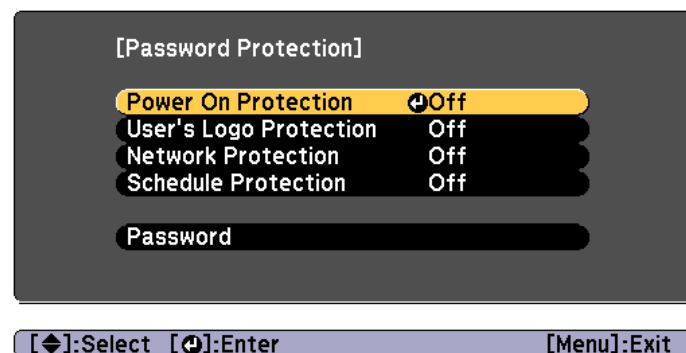 [Password Protection]
Power On Protection Off
User's Logo Protection Off
Network Protection Off
Schedule Protection Off
Password
[◆]:Select [↵]:Enter [Menu]:Exit